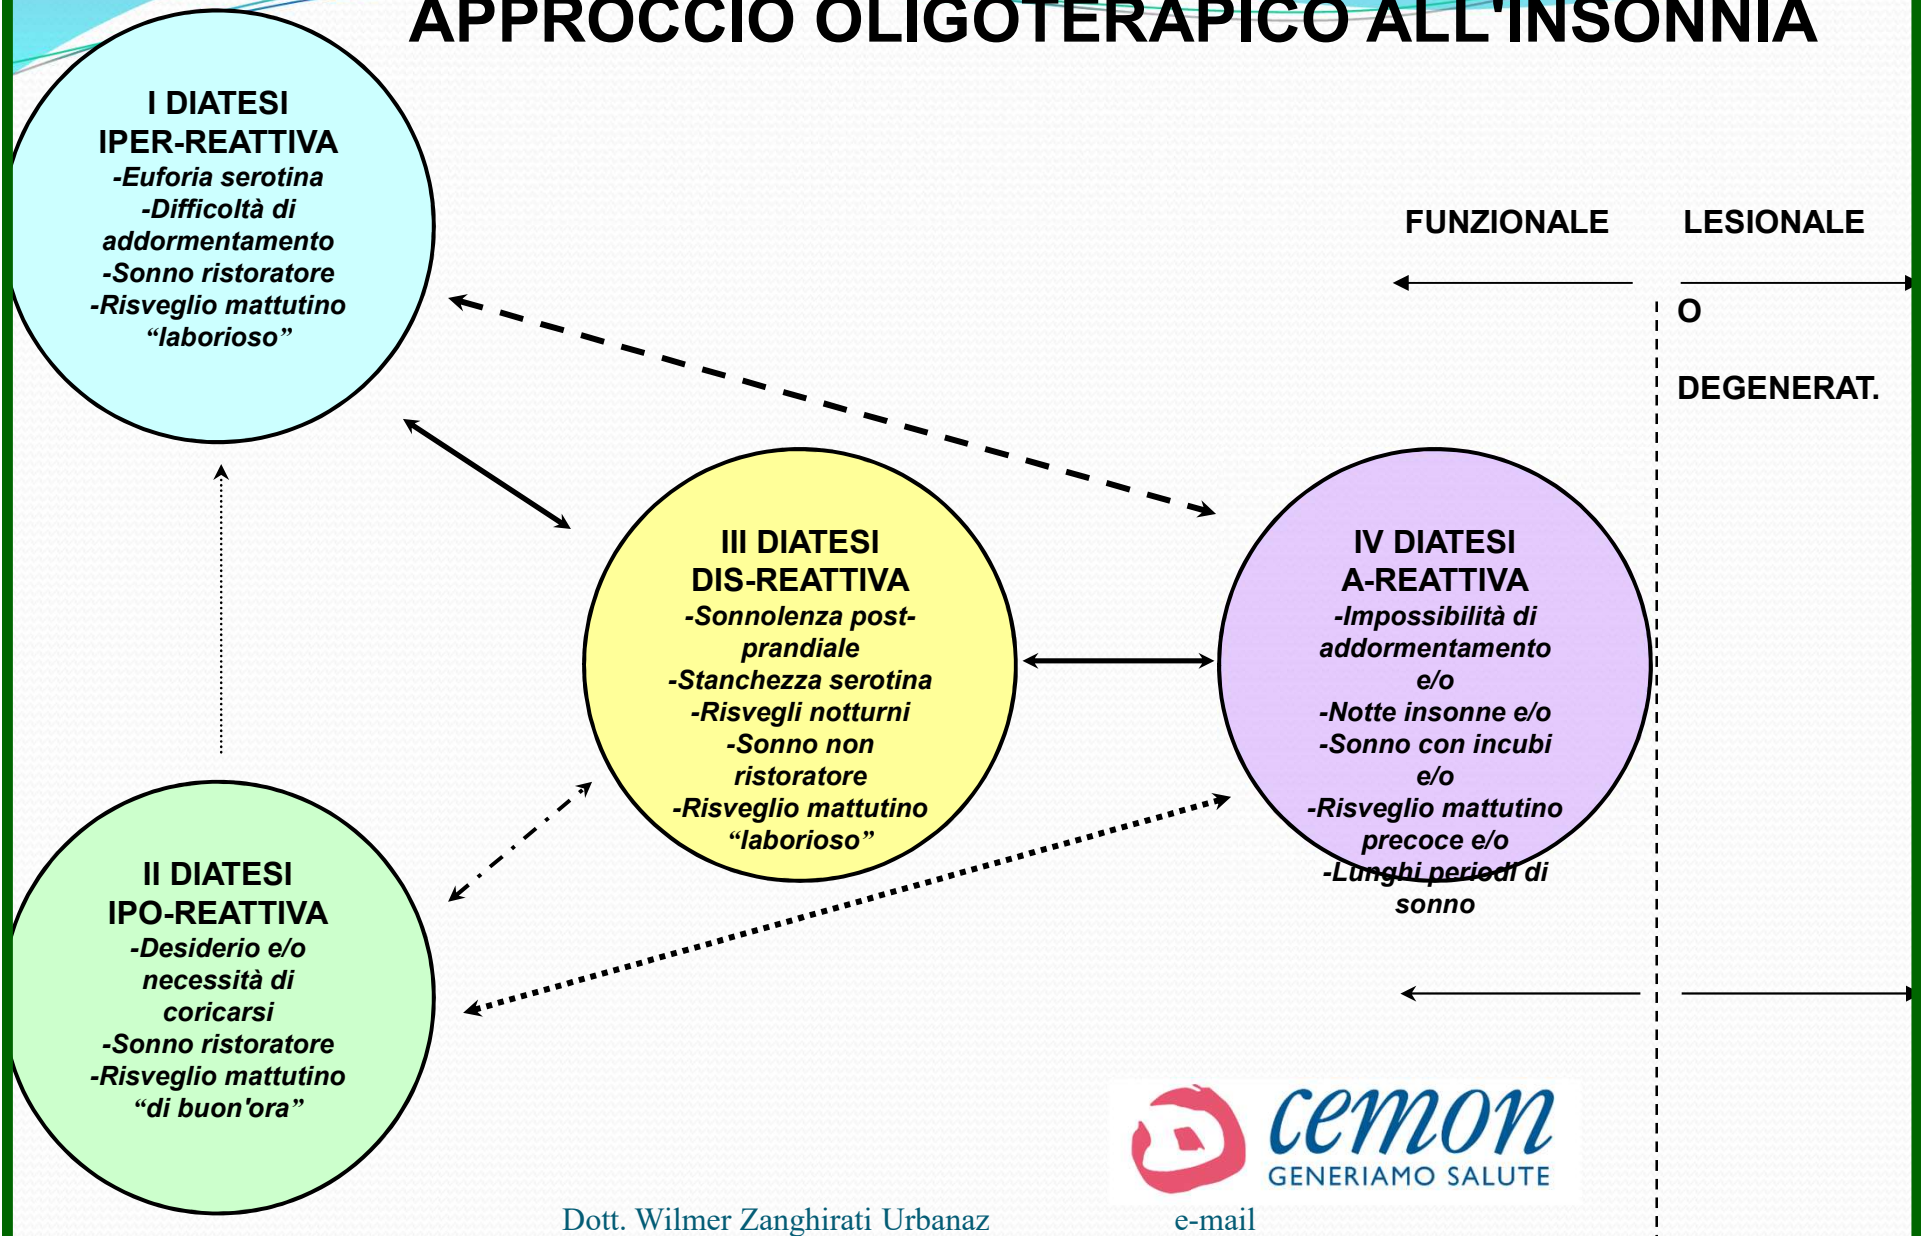 APPROCCIO OLIGOTERAPICO ALL'INSONNIA
I DIATESI
IPER-REATTIVA
-Euforia serotina
-Difficoltà di
addormentamento
-Sonno ristoratore
-Risveglio mattutino
“laborioso”
FUNZIONALE
LESIONALE
O
DEGENERAT.
III DIATESI
DIS-REATTIVA
-Sonnolenza post-
prandiale
-Stanchezza serotina
-Risvegli notturni
-Sonno non
ristoratore
-Risveglio mattutino
“laborioso”
IV DIATESI
A-REATTIVA
-Impossibilità di
addormentamento
e/o
-Notte insonne e/o
-Sonno con incubi
e/o
-Risveglio mattutino
precoce e/o
-Lunghi periodi di
sonno
II DIATESI
IPO-REATTIVA
-Desiderio e/o
necessità di
coricarsi
-Sonno ristoratore
-Risveglio mattutino
“di buon'ora”
cemon
GENERIAMO SALUTE
Dott. Wilmer Zanghirati Urbanaz
e-mail